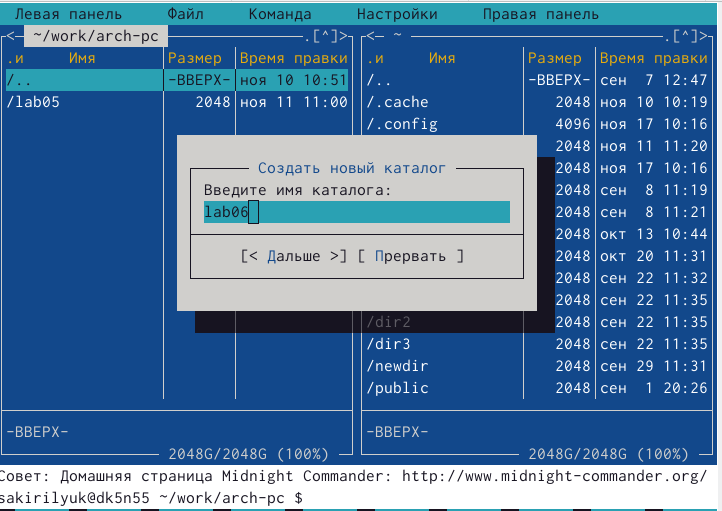 Левая панель Файл Команда Настройки Правая панель
<─ ~/work/arch-pc .[^]> <─ ~ .[^]>
.и Имя Размер Время правки .и Имя Размер Время правки
/.. -ВВЕРХ- ноя 10 10:51 /.. -ВВЕРХ- сен 7 12:47
/lab05 2048 ноя 11 11:00 /.cache 2048 ноя 10 10:19
/.config 4096 ноя 17 10:16
2048 ноя 11 11:20
Создать новый каталог 2048 ноя 17 10:16
Введите имя каталога: 2048 сен 8 11:19
lab06 2048 сен 8 11:21
2048 окт 13 10:44
[< Дальше >] [ Прервать ] 2048 окт 20 11:31
2048 сен 22 11:32
2048 сен 22 11:35
/dir2 2048 сен 22 11:35
/dir3 2048 сен 22 11:35
/newdir 2048 сен 29 11:31
/public 2048 сен 1 20:26
-ВВЕРХ- -ВВЕРХ-
2048G/2048G (100%) 2048G/2048G (100%)
Совет: Домашняя страница Midnight Commander: http://www.midnight-commander.org/
sakirilyuk@dk5n55 ~/work/arch-pc $